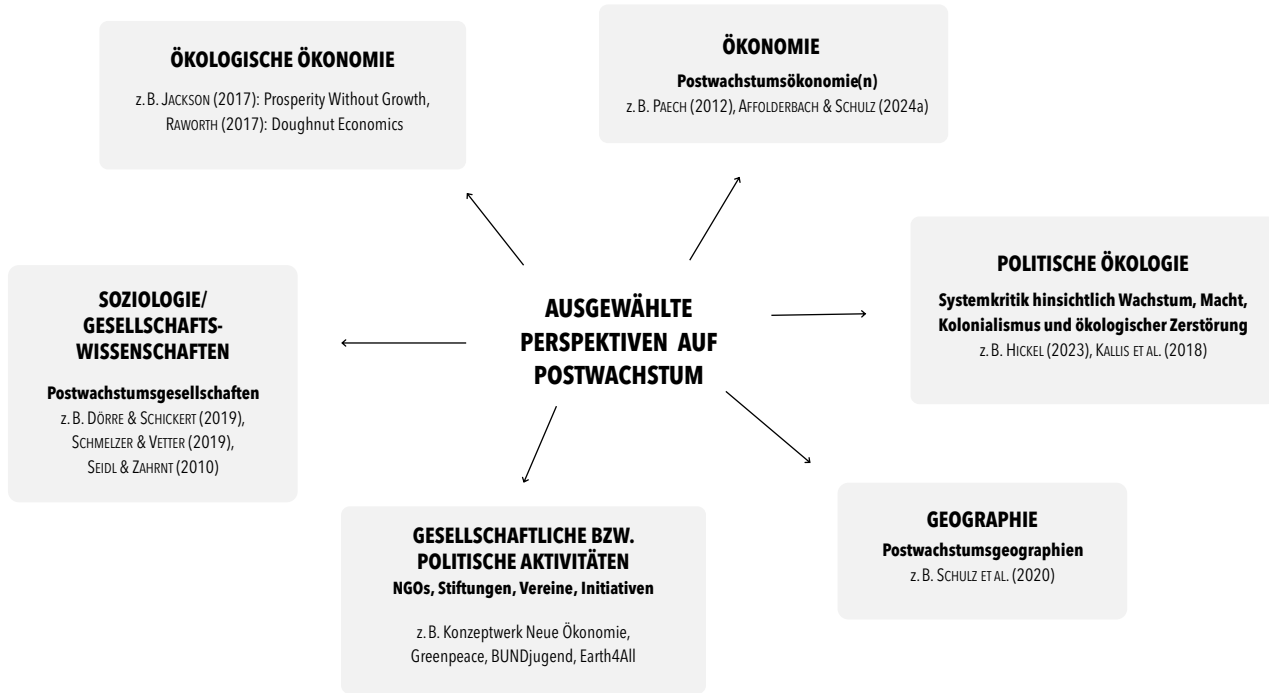 ÖKOLOGISCHE ÖKONOMIE
z. B. JACKSON (2017): Prosperity Without Growth,
RAWORTH (2017): Doughnut Economics
ÖKONOMIE
Postwachstumsökonomie(n)
z. B. PAECH (2012), AFFOLDERBACH & SCHULZ (2024a)
SOZIOLOGIE/
GESELLSCHAFTS-
WISSENSCHAFTEN
Postwachstumsgesellschaften
z. B. DÖRRE & SCHICKERT (2019),
SCHMELZER & VETTER (2019),
SEIDL & ZAHRNT (2010)
AUSGEWÄHLTE
PERSPEKTIVEN AUF
POSTWACHSTUM
POLITISCHE ÖKOLOGIE
Systemkritik hinsichtlich Wachstum, Macht,
Kolonialismus und ökologischer Zerstörung
z. B. HICKEL (2023), KALLIS ET AL. (2018)
GESELLSCHAFTLICHE BZW.
POLITISCHE AKTIVITÄTEN
NGOs, Stiftungen, Vereine, Initiativen
z. B. Konzeptwerk Neue Ökonomie,
Greenpeace, BUNDjugend, Earth4All
GEOGRAPHIE
Postwachstumsgeographien
z. B. SCHULZ ET AL. (2020)